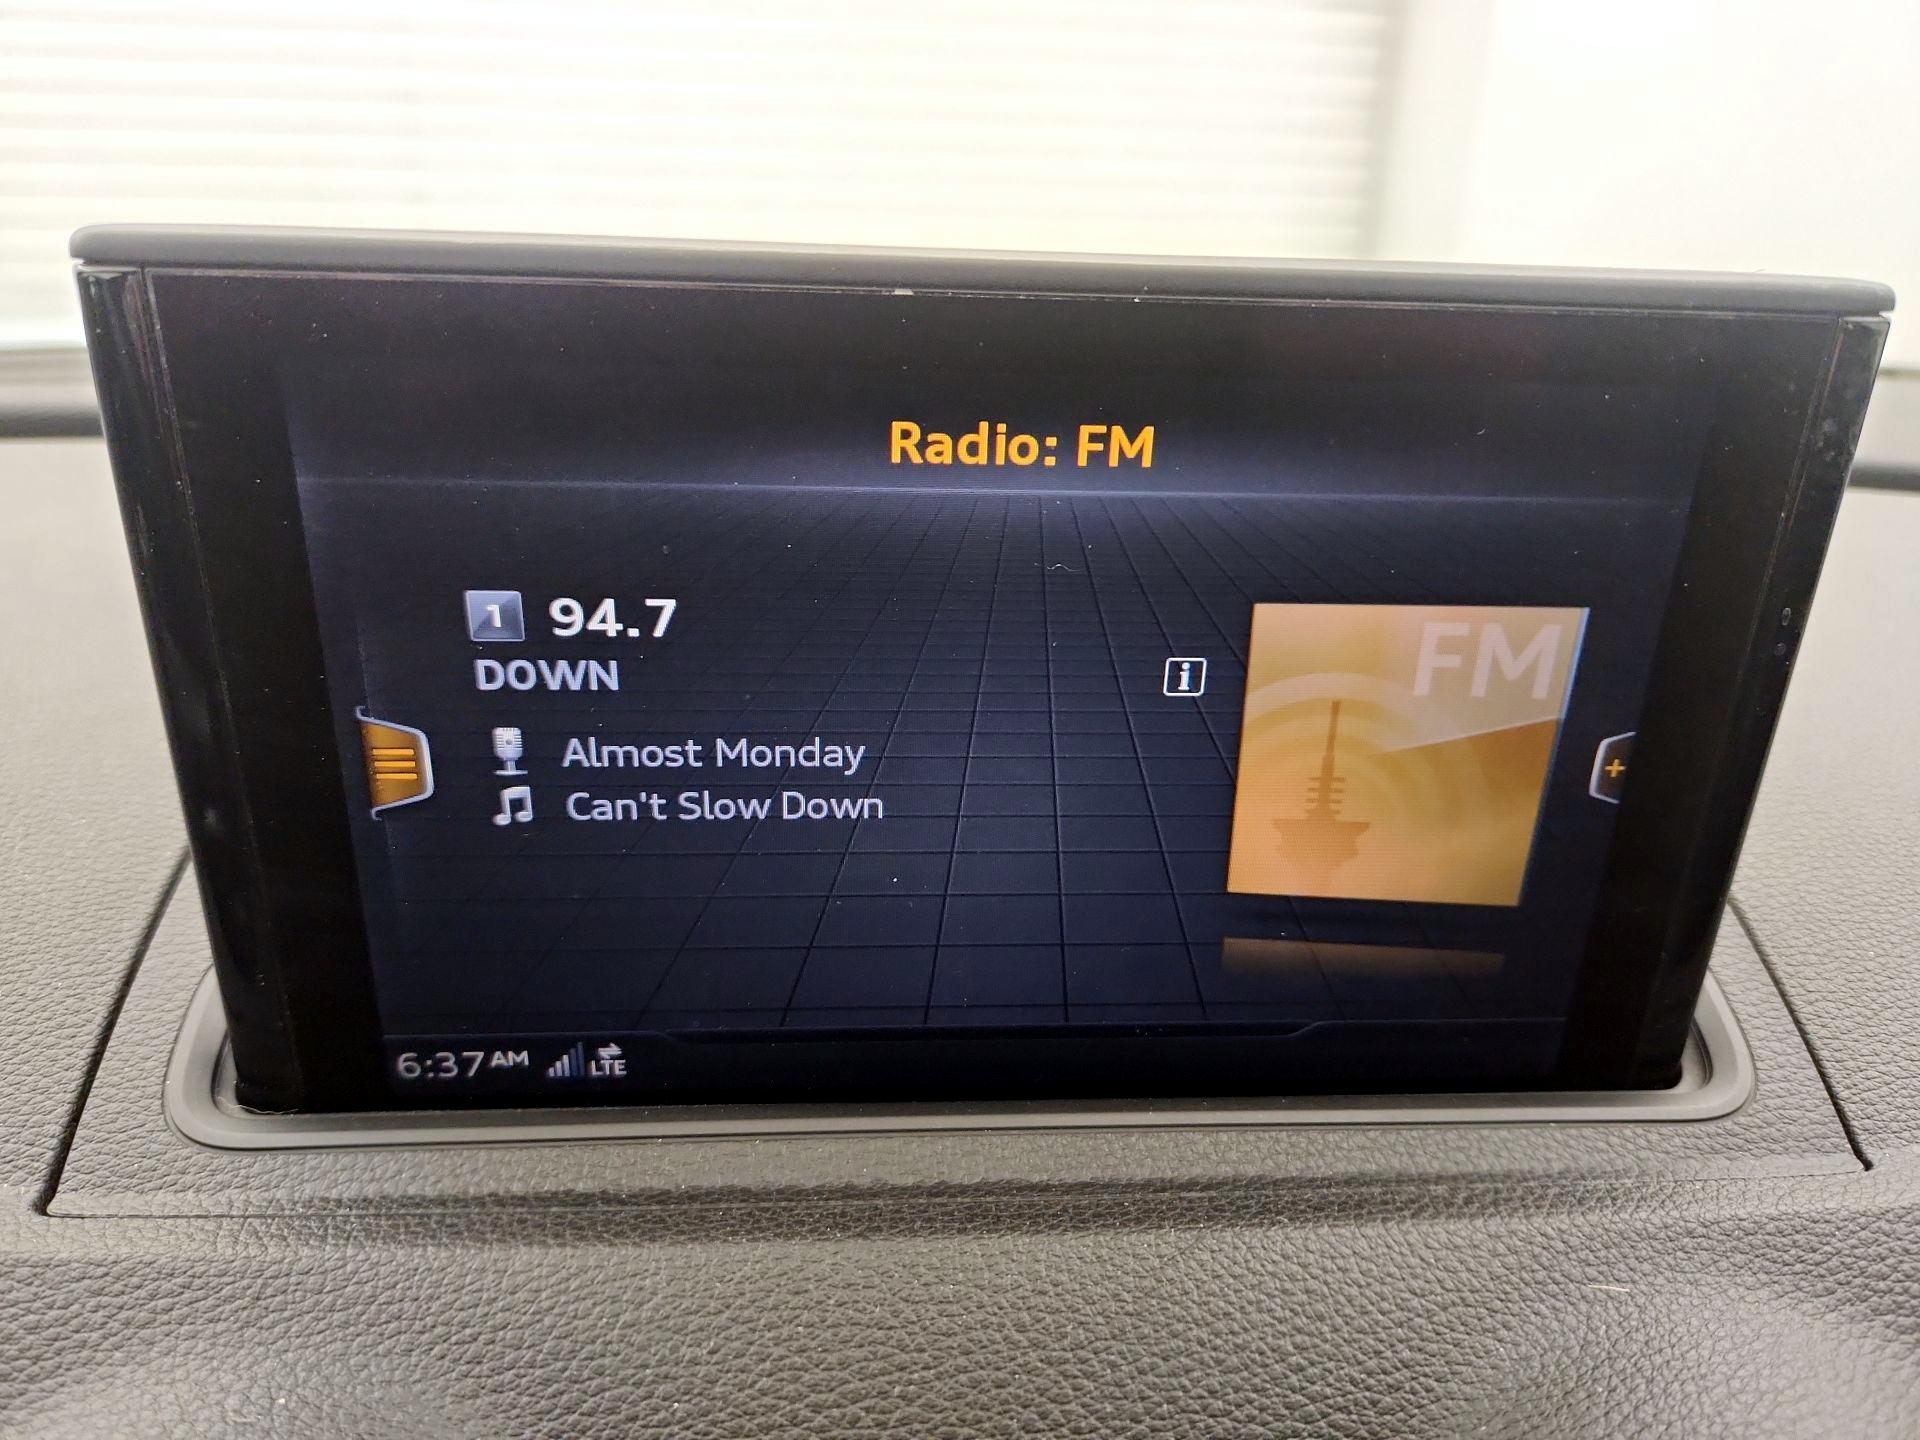 Radio: FM
1 94.7
DOWN
i
FM
Almost Monday
Can't Slow Down
+
6:37 AM LTE